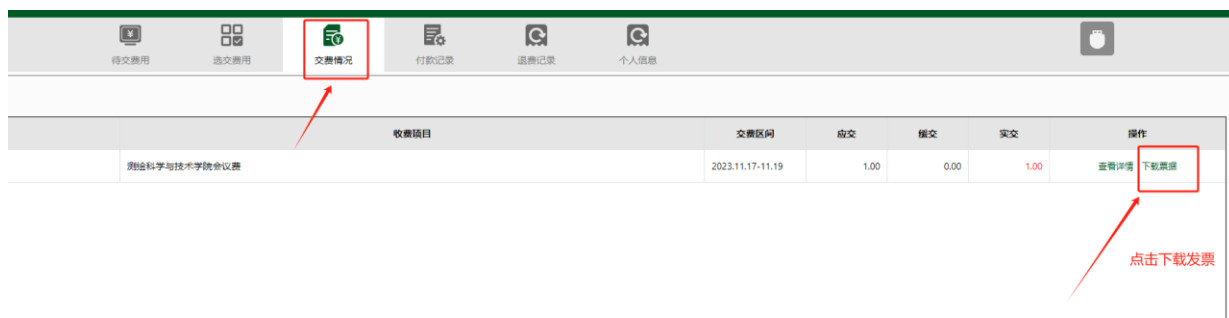 待交费用 选交费用 交费情况 付款记录 退费记录 个人信息
收费项目 交费区间 应交 缓交 实交 操作
测绘科学与技术学院会议费 2023.11.17-11.19 1.00 0.00 1.00 查看详情 下载票据
点击下载发票